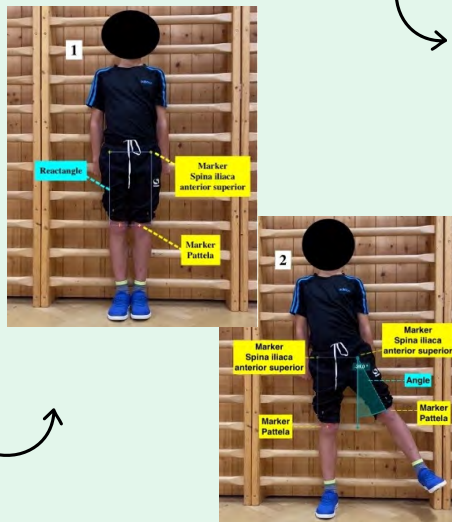 1
Reactangle
Marker
Spina iliaca
anterior superior
Marker
Pattela
2
Marker
Spina iliaca
anterior superior
Marker
Spina iliaca
anterior superior
Angle
Marker
Pattela
Marker
Pattela